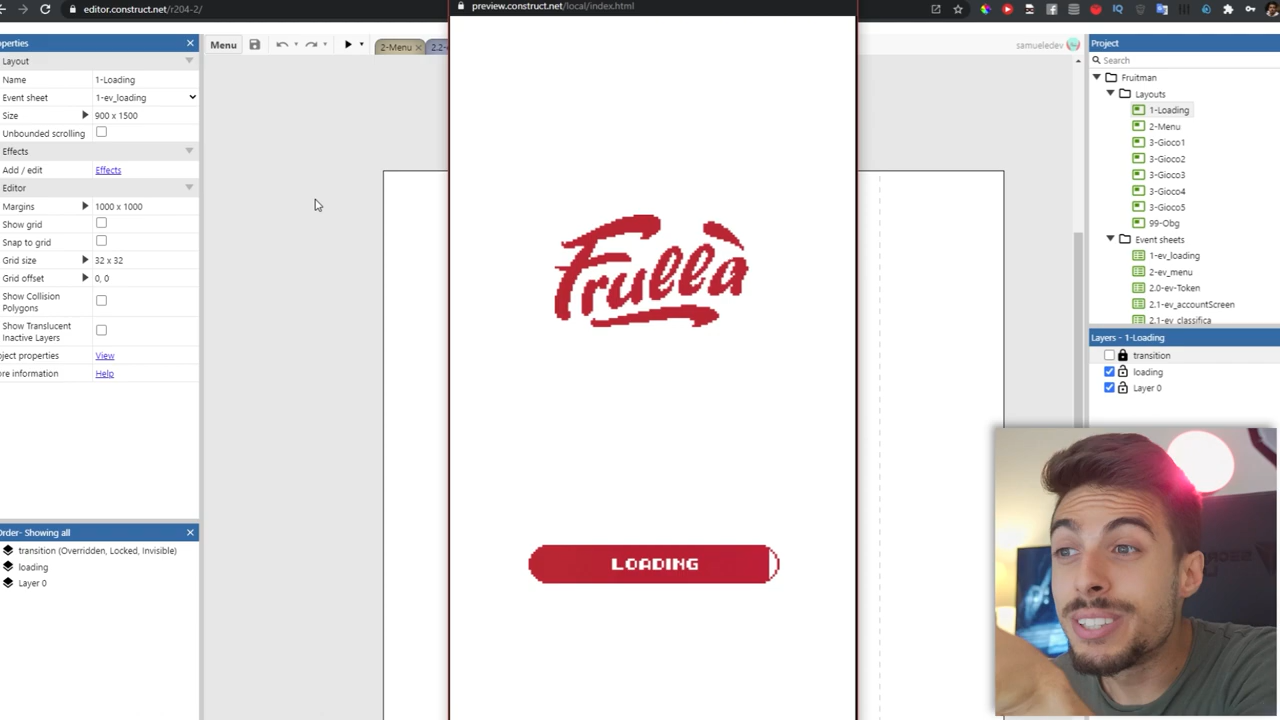 editor.construct.net/r204-2/
preview.construct.net/local/index.html
operties
Layout
Name 1-Loading
Event sheet 1-ev_loading
Size 900 x 1500
Unbounded scrolling
Effects
Add / edit Effects
Editor
Margins 1000 x 1000
Show grid
Snap to grid
Grid size 32 x 32
Grid offset 0, 0
Show Collision
Polygons
Show Translucent
Inactive Layers
oject properties View
ore information Help
Order- Showing all
transition (Overridden, Locked, Invisible)
loading
Layer 0
Menu
2-Menu
2.2-
Frullà
LOADING
samueledev
Project
Search
Fruitman
Layouts
1-Loading
2-Menu
3-Gioco1
3-Gioco2
3-Gioco3
3-Gioco4
3-Gioco5
99-Obg
Event sheets
1-ev_loading
2-ev_menu
2.0-ev-Token
2.1-ev_accountScreen
2.1-ev_classifica
Layers - 1-Loading
transition
loading
Layer 0